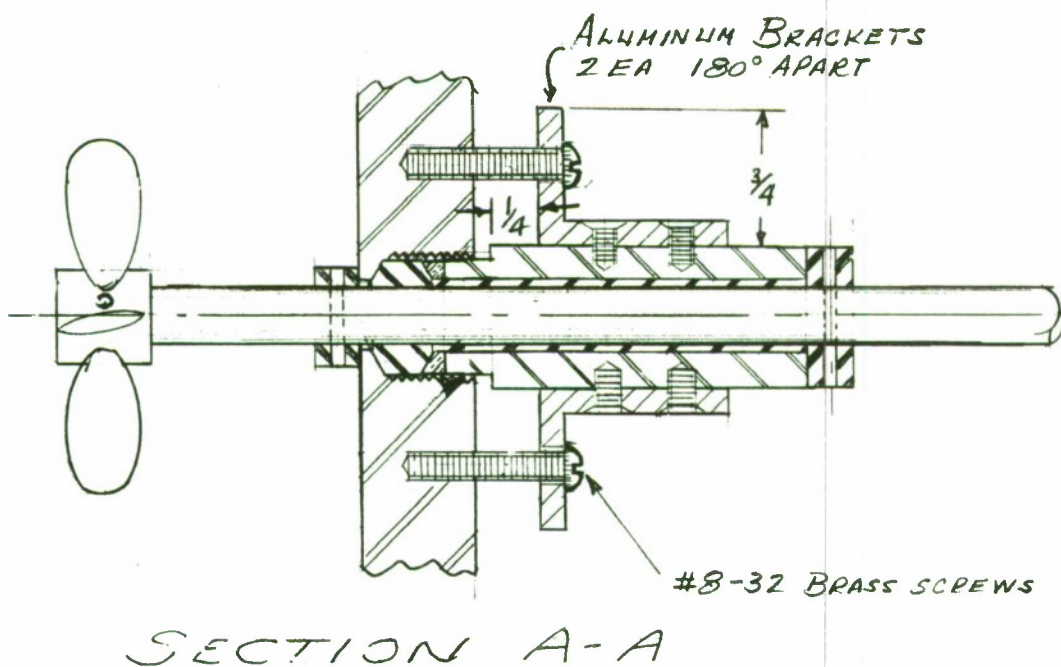 ALUMINUM BRACKETS
2 EA 180° APART
3/4
1/4
#8-32 BRASS SCREWS
SECTION A-A